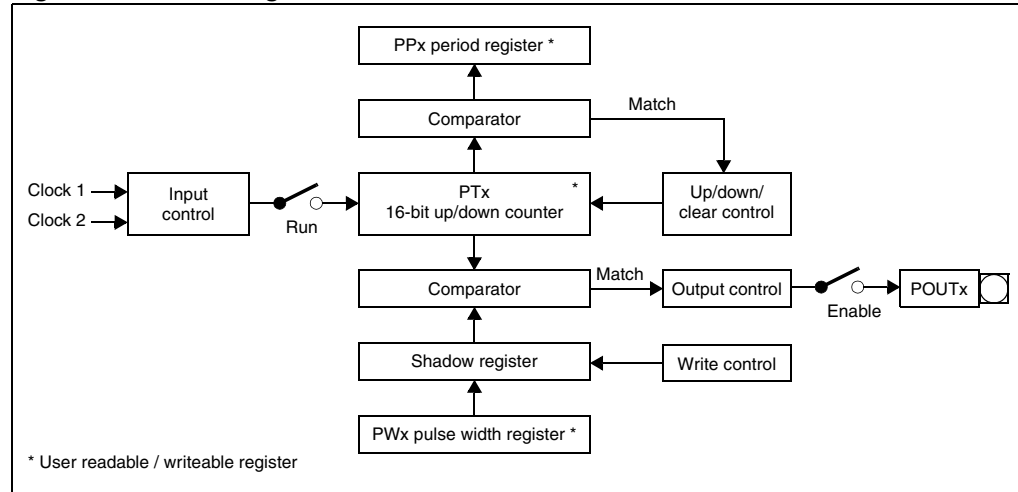 PPx period register *
Comparator
Match
Clock 1
Clock 2
Input
control
Run
PTx *
16-bit up/down counter
Up/down/
clear control
Comparator
Match
Output control
Enable
POUTx
Shadow register
Write control
PWx pulse width register *
* User readable / writeable register